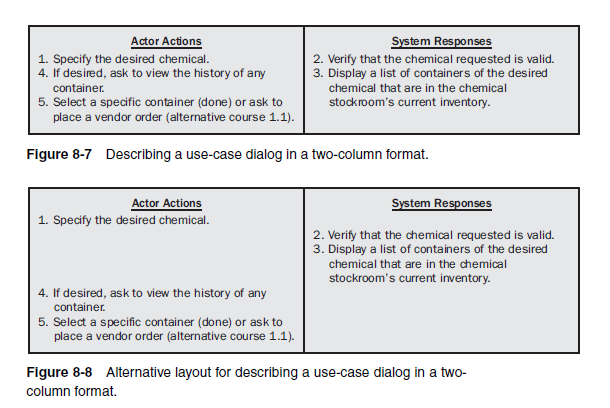 Actor Actions
1. Specify the desired chemical.
4. If desired, ask to view the history of any
container.
5. Select a specific container (done) or ask to
place a vendor order (alternative course 1.1).
System Responses
2. Verify that the chemical requested is valid.
3. Display a list of containers of the desired
chemical that are in the chemical
stockroom's current inventory.
Figure 8-7 Describing a use-case dialog in a two-column format.
Actor Actions
1. Specify the desired chemical.
System Responses
2. Verify that the chemical requested is valid.
3. Display a list of containers of the desired
chemical that are in the chemical
stockroom's current inventory.
4. If desired, ask to view the history of any
container.
5. Select a specific container (done) or ask to
place a vendor order (alternative course 1.1).
Figure 8-8 Alternative layout for describing a use-case dialog in a two-
column format.